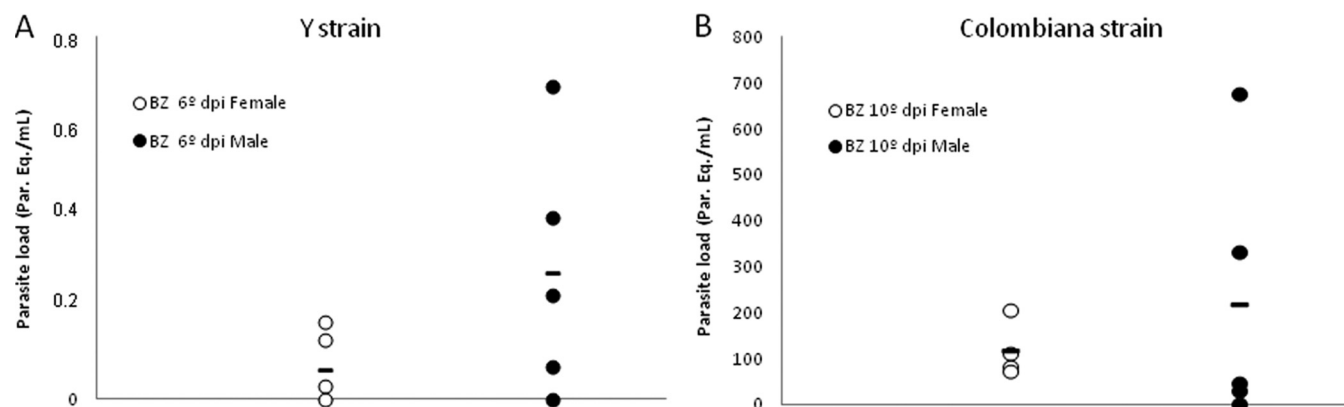 A
Y strain
0.8
0.6
0.4
0.2
0
Parasite load (Par. Eq./mL)
BZ 6º dpi Female
BZ 6º dpi Male
B
Colombiana strain
800
700
600
500
400
300
200
100
0
Parasite load (Par. Eq./mL)
BZ 10º dpi Female
BZ 10º dpi Male